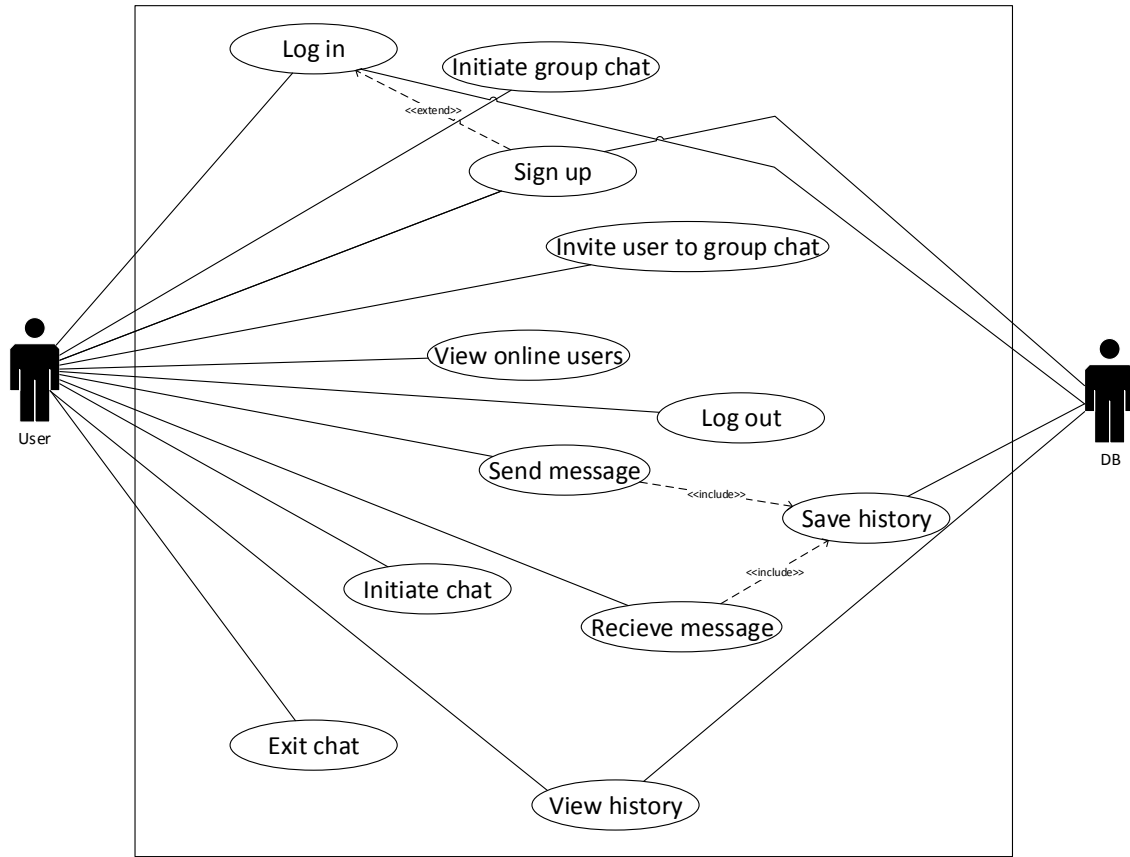 Log in
Initiate group chat
<<extend>>
Sign up
Invite user to group chat
View online users
User
Log out
DB
Send message
<<include>>
Save history
<<include>>
Initiate chat
Recieve message
Exit chat
View history